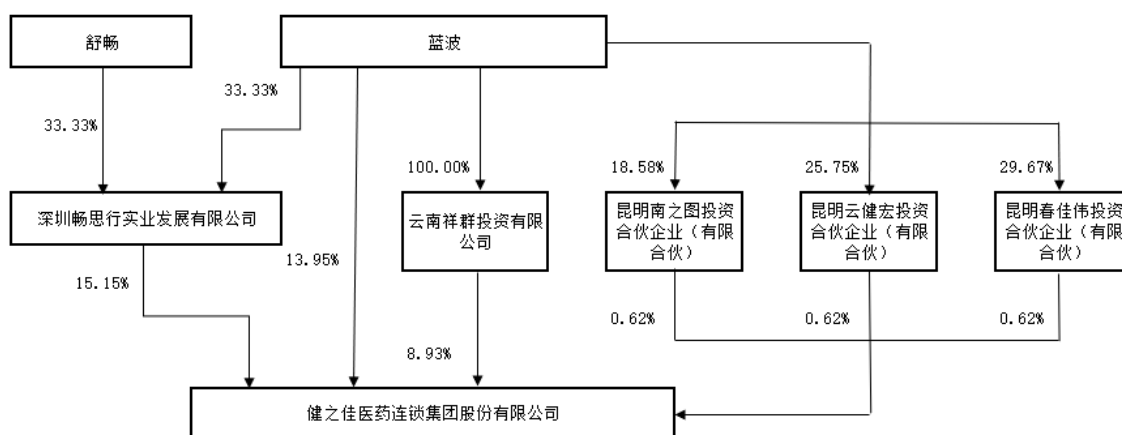 舒畅
蓝波
33.33%
33.33%
100.00%
18.58%
25.75%
29.67%
深圳畅思行实业发展有限公司
云南祥群投资有限
公司
昆明南之图投资
合伙企业（有限
合伙）
昆明云健宏投资
合伙企业（有限
合伙）
昆明春佳伟投资
合伙企业（有限
合伙）
13.95%
15.15%
0.62%
0.62%
0.62%
8.93%
健之佳医药连锁集团股份有限公司